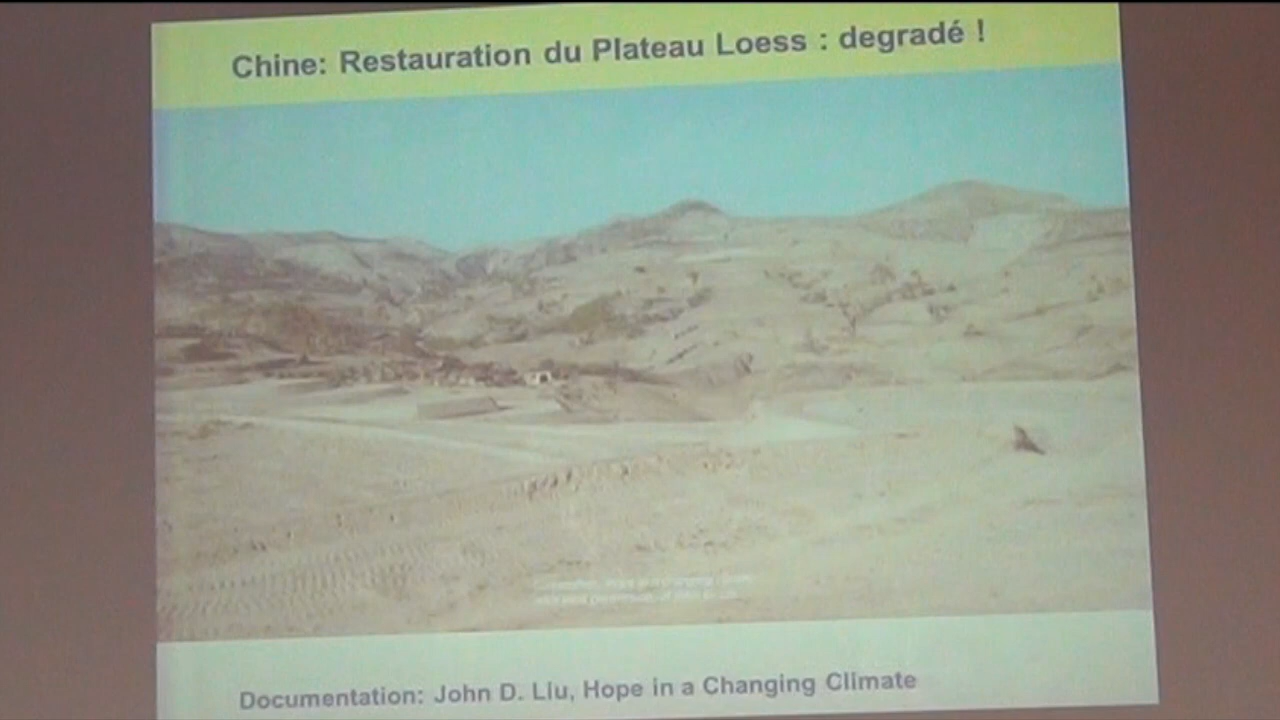 Chine: Restauration du Plateau Loess : degradé !
Documentation: John D. Liu, Hope in a Changing Climate